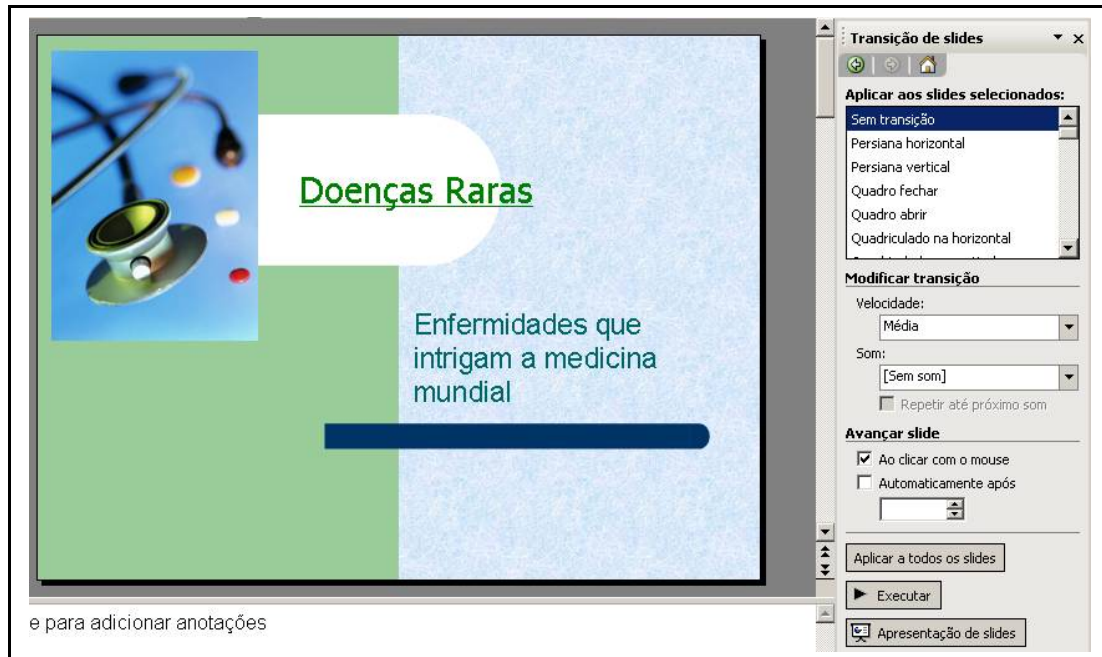 Doenças Raras
Enfermidades que
intrigam a medicina
mundial
e para adicionar anotações
Transição de slides
Aplicar aos slides selecionados:
Sem transição
Persiana horizontal
Persiana vertical
Quadro fechar
Quadro abrir
Quadriculado na horizontal
Modificar transição
Velocidade:
Média
Som:
[Sem som]
Repetir até próximo som
Avançar slide
Ao clicar com o mouse
Automaticamente após
Aplicar a todos os slides
Executar
Apresentação de slides